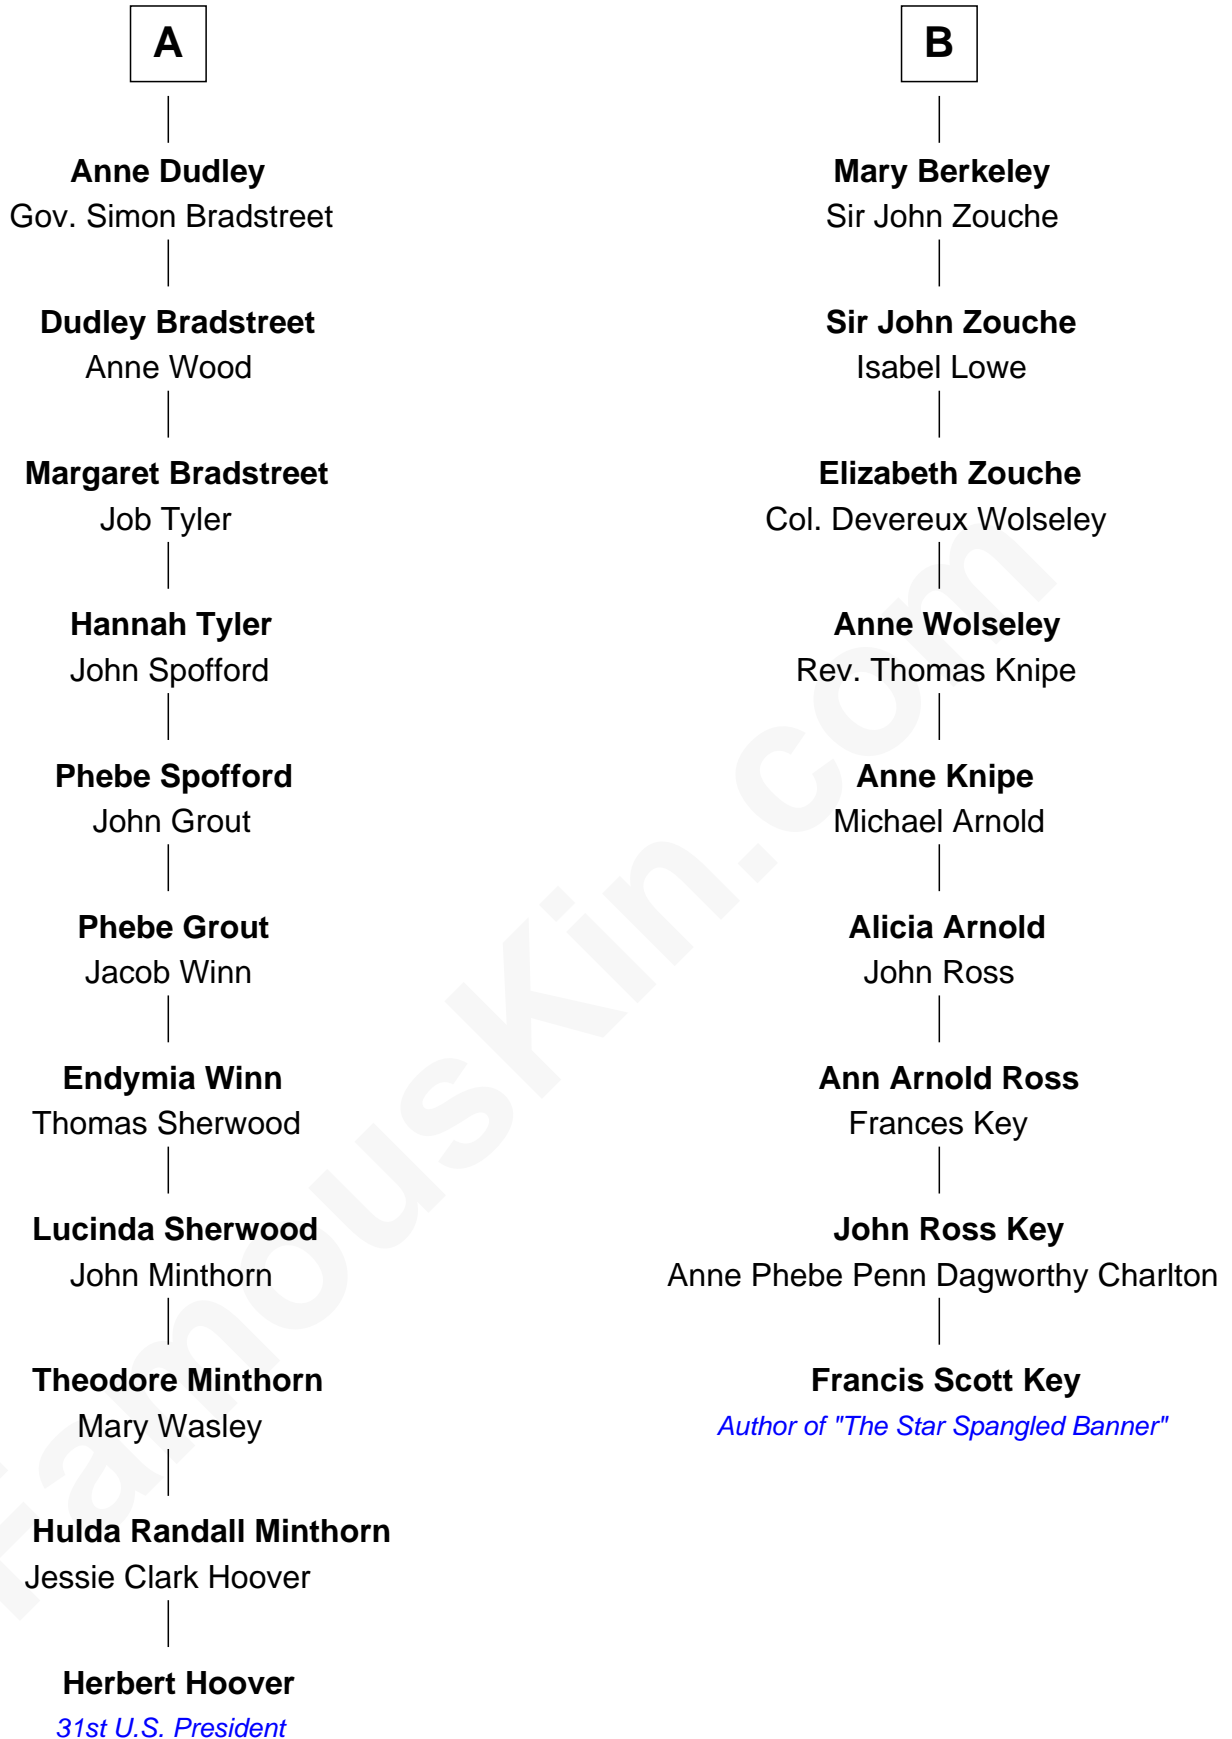 A
Anne Dudley
Gov. Simon Bradstreet
Dudley Bradstreet
Anne Wood
Margaret Bradstreet
Job Tyler
Hannah Tyler
John Spofford
Phebe Spofford
John Grout
Phebe Grout
Jacob Winn
Endymia Winn
Thomas Sherwood
Lucinda Sherwood
John Minthorn
Theodore Minthorn
Mary Wasley
Hulda Randall Minthorn
Jessie Clark Hoover
Herbert Hoover
31st U.S. President
B
Mary Berkeley
Sir John Zouche
Sir John Zouche
Isabel Lowe
Elizabeth Zouche
Col. Devereux Wolseley
Anne Wolseley
Rev. Thomas Knipe
Anne Knipe
Michael Arnold
Alicia Arnold
John Ross
Ann Arnold Ross
Frances Key
John Ross Key
Anne Phebe Penn Dagworthy Charlton
Francis Scott Key
Author of "The Star Spangled Banner"
FamousKin.com